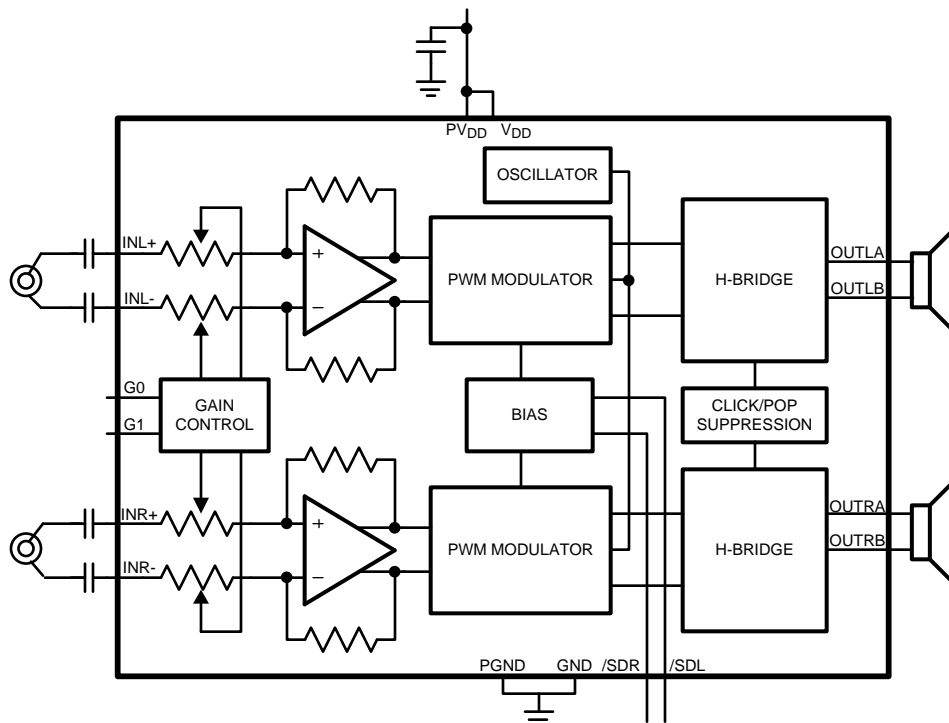 PVDD VDD
OSCILLATOR
INL+
INL-
+
−
PWM MODULATOR
H-BRIDGE
OUTLA
OUTLB
G0
G1
GAIN
CONTROL
BIAS
CLICK/POP
SUPPRESSION
INR+
INR-
+
−
PWM MODULATOR
H-BRIDGE
OUTRA
OUTRB
PGND GND /SDR /SDL